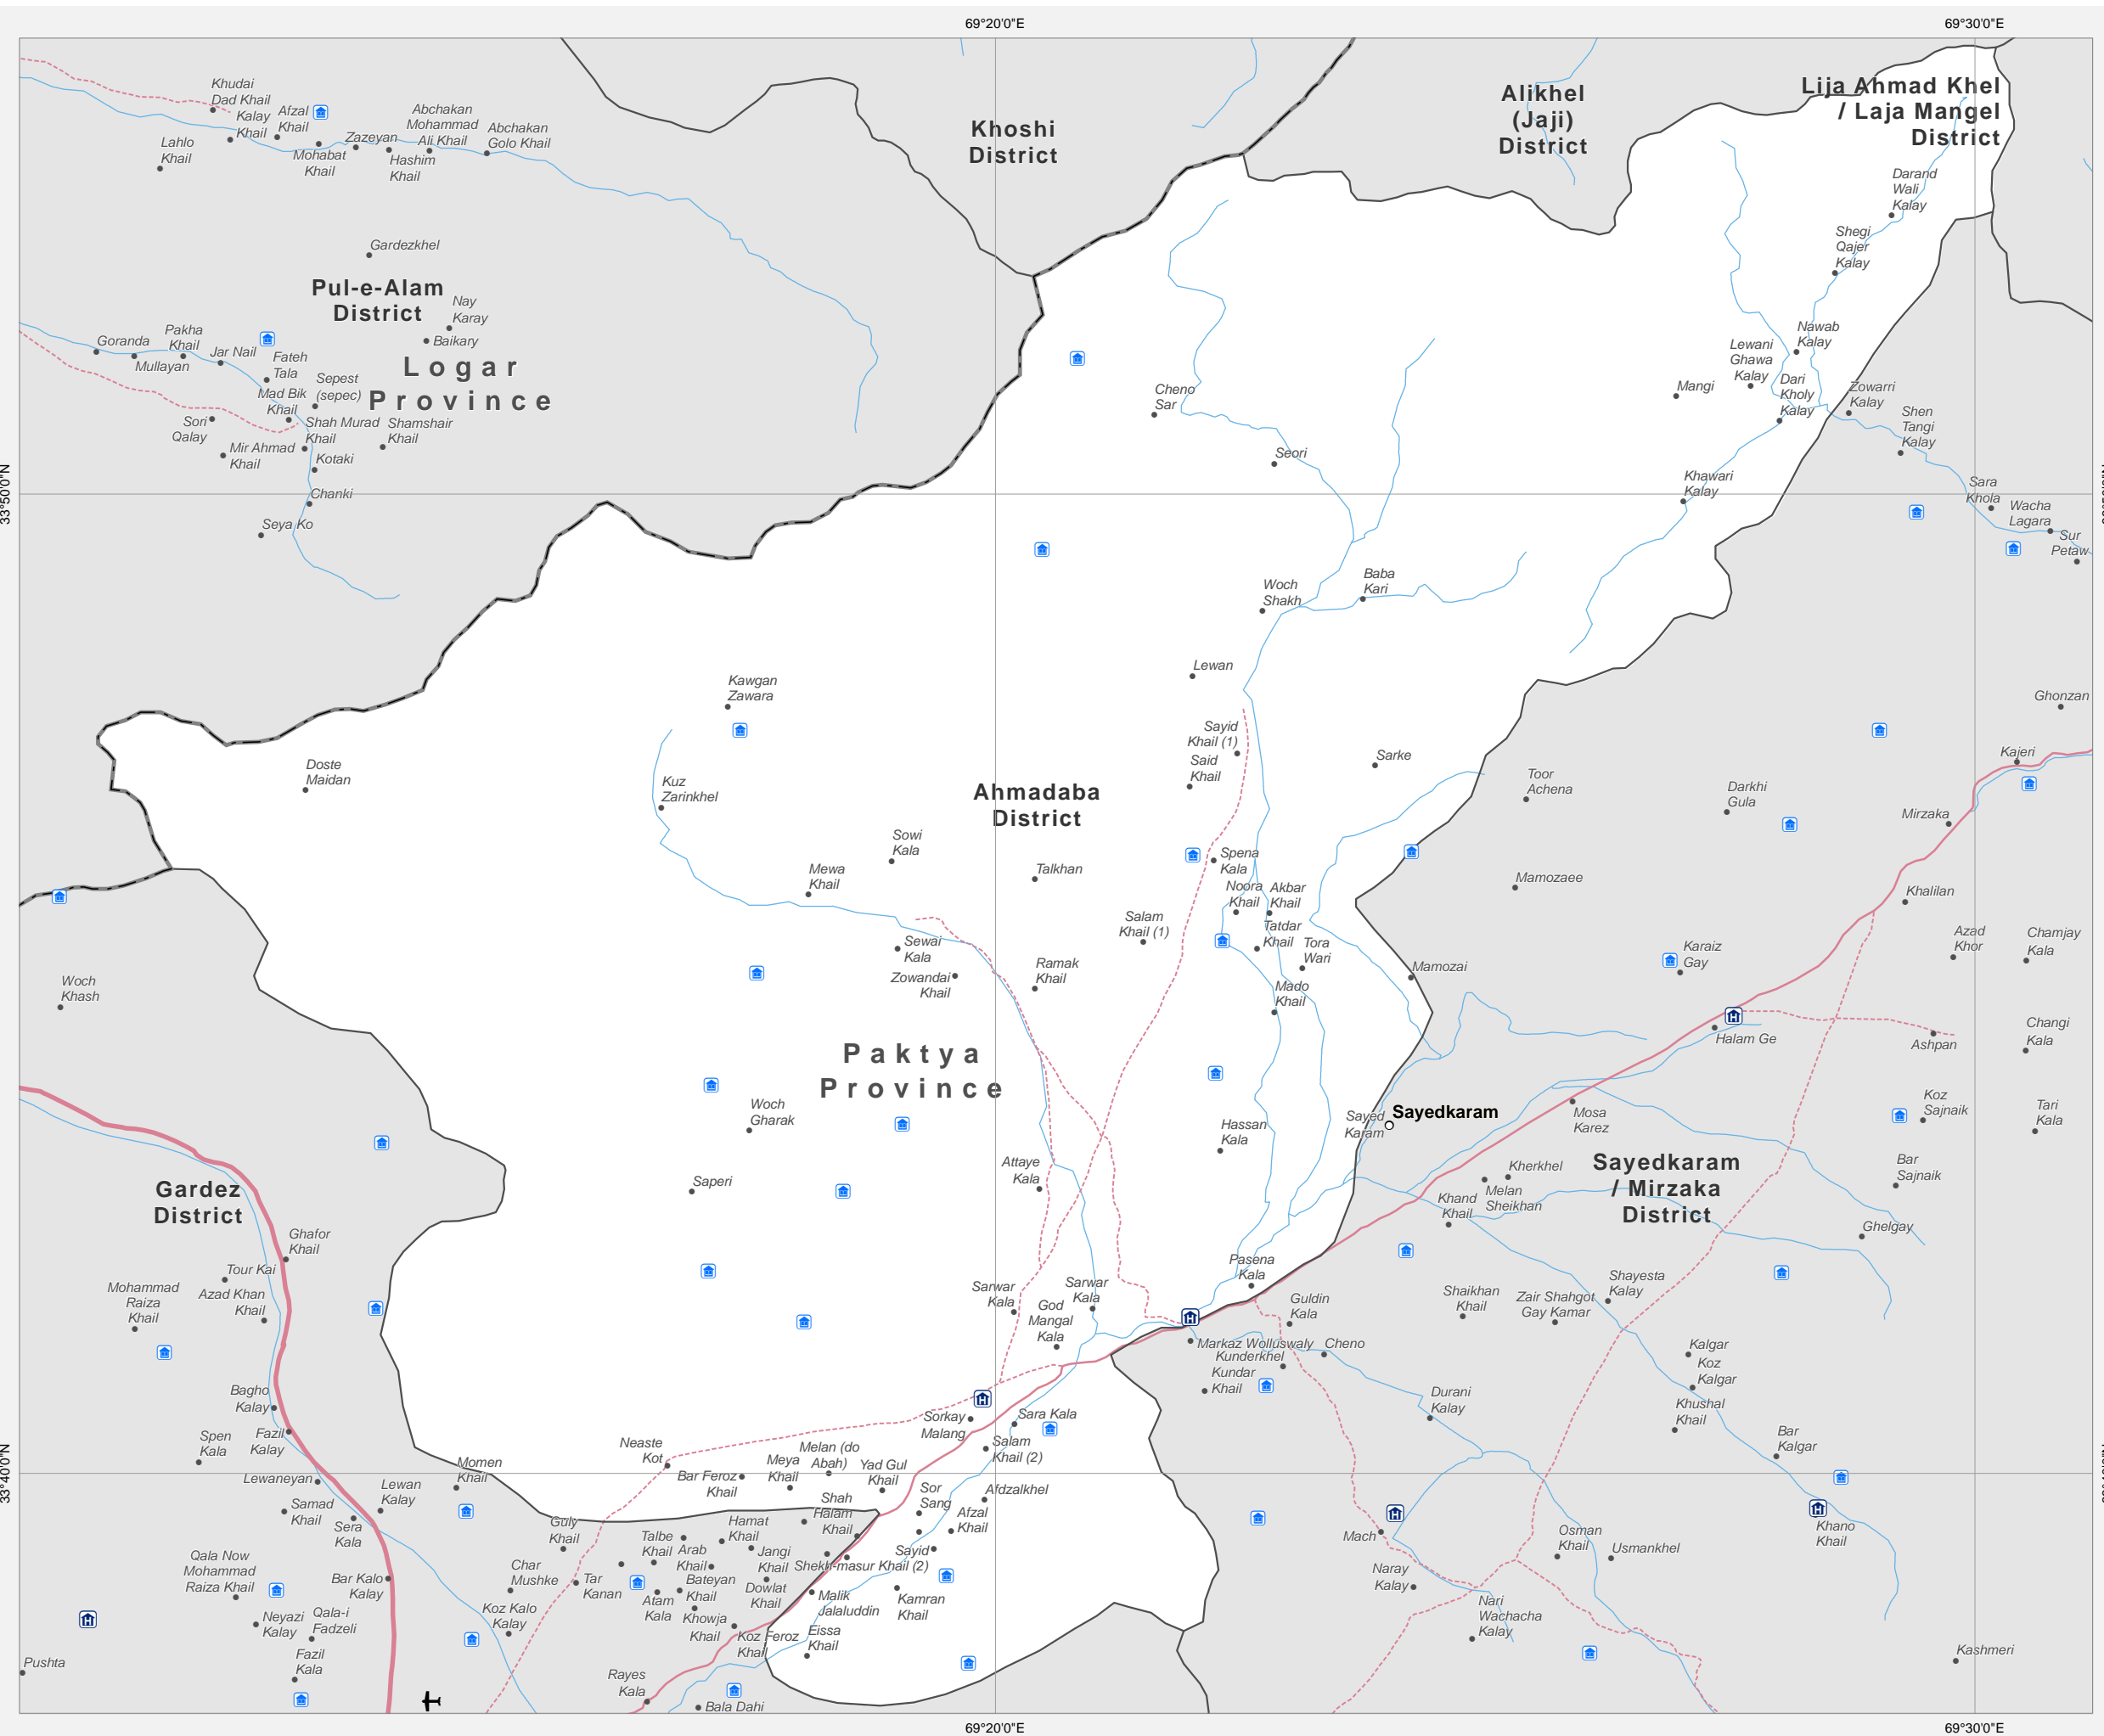 69°20'0"E
69°30'0"E
Khudai
Dad Khail
Kalay
Khail
Afzal
Khail
Lahlo
Khail
Mohabat
Khail
Zazeyan
Abchakan
Mohammad
Ali Khail
Hashim
Khail
Abchakan
Golo Khail
Khoshi
District
Alikhel
(Jaji)
District
Lija Ahmad Khel
/ Laja Mangel
District
Darand
Wali
Kalay
Shegi
Qajer
Kalay
Gardezkhel
Pul-e-Alam
District
Nay
Karay
Baikary
Logar
Province
Goranda
Mullayan
Pakha
Khail
Jar Nail
Fateh
Tala
Mad Bik
Khail
Sepest
(sepec)
Sori
Qalay
Shah Murad
Khail
Shamshair
Khail
Mir Ahmad
Khail
Kotaki
Chanki
Seya Ko
Nawab
Kalay
Lewani
Ghawa
Kalay
Dari
Kholy
Kalay
Mangi
Zowarri
Kalay
Shen
Tangi
Kalay
Cheno
Sar
Seori
Khawari
Kalay
33°50'0"N
Sara
Khola
Wacha
Lagara
Sur
Petaw
Woch
Shakh
Baba
Kari
Lewan
Kawgan
Zawara
Ghonzan
Sayid
Khail (1)
Said
Khail
Sarke
Kajeri
Doste
Maidan
Kuz
Zarinkhel
Ahmadaba
District
Toor
Achena
Darkhi
Gula
Mirzaka
Sowi
Kala
Mewa
Khail
Talkhan
Spena
Kala
Noora
Khail
Akbar
Khail
Mamozaee
Khalilan
Salam
Khail (1)
Tatdar
Khail
Tora
Wari
Sewai
Kala
Zowandai
Khail
Ramak
Khail
Mado
Khail
Mamozai
Karaiz
Gay
Azad
Khor
Chamjay
Kala
Woch
Khash
Halam Ge
Ashpan
Changi
Kala
Paktya
Province
Woch
Gharak
Hassan
Kala
Sayed
Karam
Sayedkaram
Mosa
Karez
Koz
Sajnaik
Tari
Kala
Attaye
Kala
Saperi
Kherkhel
Melan
Sheikhan
Khand
Khail
Sayedkaram
/ Mirzaka
District
Bar
Sajnaik
Ghelgay
Gardez
District
Ghafor
Khail
Tour Kai
Azad Khan
Khail
Mohammad
Raiza
Khail
Pasena
Kala
Sarwar
Kala
Sarwar
Kala
God
Mangal
Kala
Guldin
Kala
Shaikhan
Khail
Zair Shahgot
Gay Kamar
Shayesta
Kalay
Markaz Wolluswaly
Kunderkhel
Kundar
Khail
Cheno
Kalgar
Koz
Kalgar
Durani
Kalay
Khushal
Khail
Bar
Kalgar
Bagho
Kalay
Fazil
Kalay
Spen
Kala
Lewaneyan
Sorkay
Malang
Sara Kala
Salam
Khail (2)
Neaste
Kot
Melan (do
Abah)
Meya
Khail
Bar Feroz
Khail
Yad Gul
Khail
33°40'0"N
Momen
Khail
Lewan
Kalay
Samad
Khail
Sera
Kala
Guly
Khail
Shah
Halam
Khail
Sor
Sang
Afdzalkhel
Afzal
Khail
Hamat
Khail
Talbe
Khail
Arab
Khail
Jangi
Khail
Sayid
Shekh-masur Khail (2)
Mach
Osman
Khail
Usmankhel
Khano
Khail
Qala Now
Mohammad
Raiza Khail
Bar Kalo
Kalay
Char
Mushke
Tar
Kanan
Bateyan
Khail
Dowlat
Khail
Atam
Kala
Khowja
Khail
Malik
Jalaluddin
Kamran
Khail
Naray
Kalay
Nari
Wachacha
Kalay
Neyazi
Kalay
Qala-i
Fadzeli
Koz Kalo
Kalay
Koz Feroz
Khail
Eissa
Khail
Kashmeri
Pushta
Fazil
Kala
Rayes
Kala
Bala Dahi
69°20'0"E
69°30'0"E